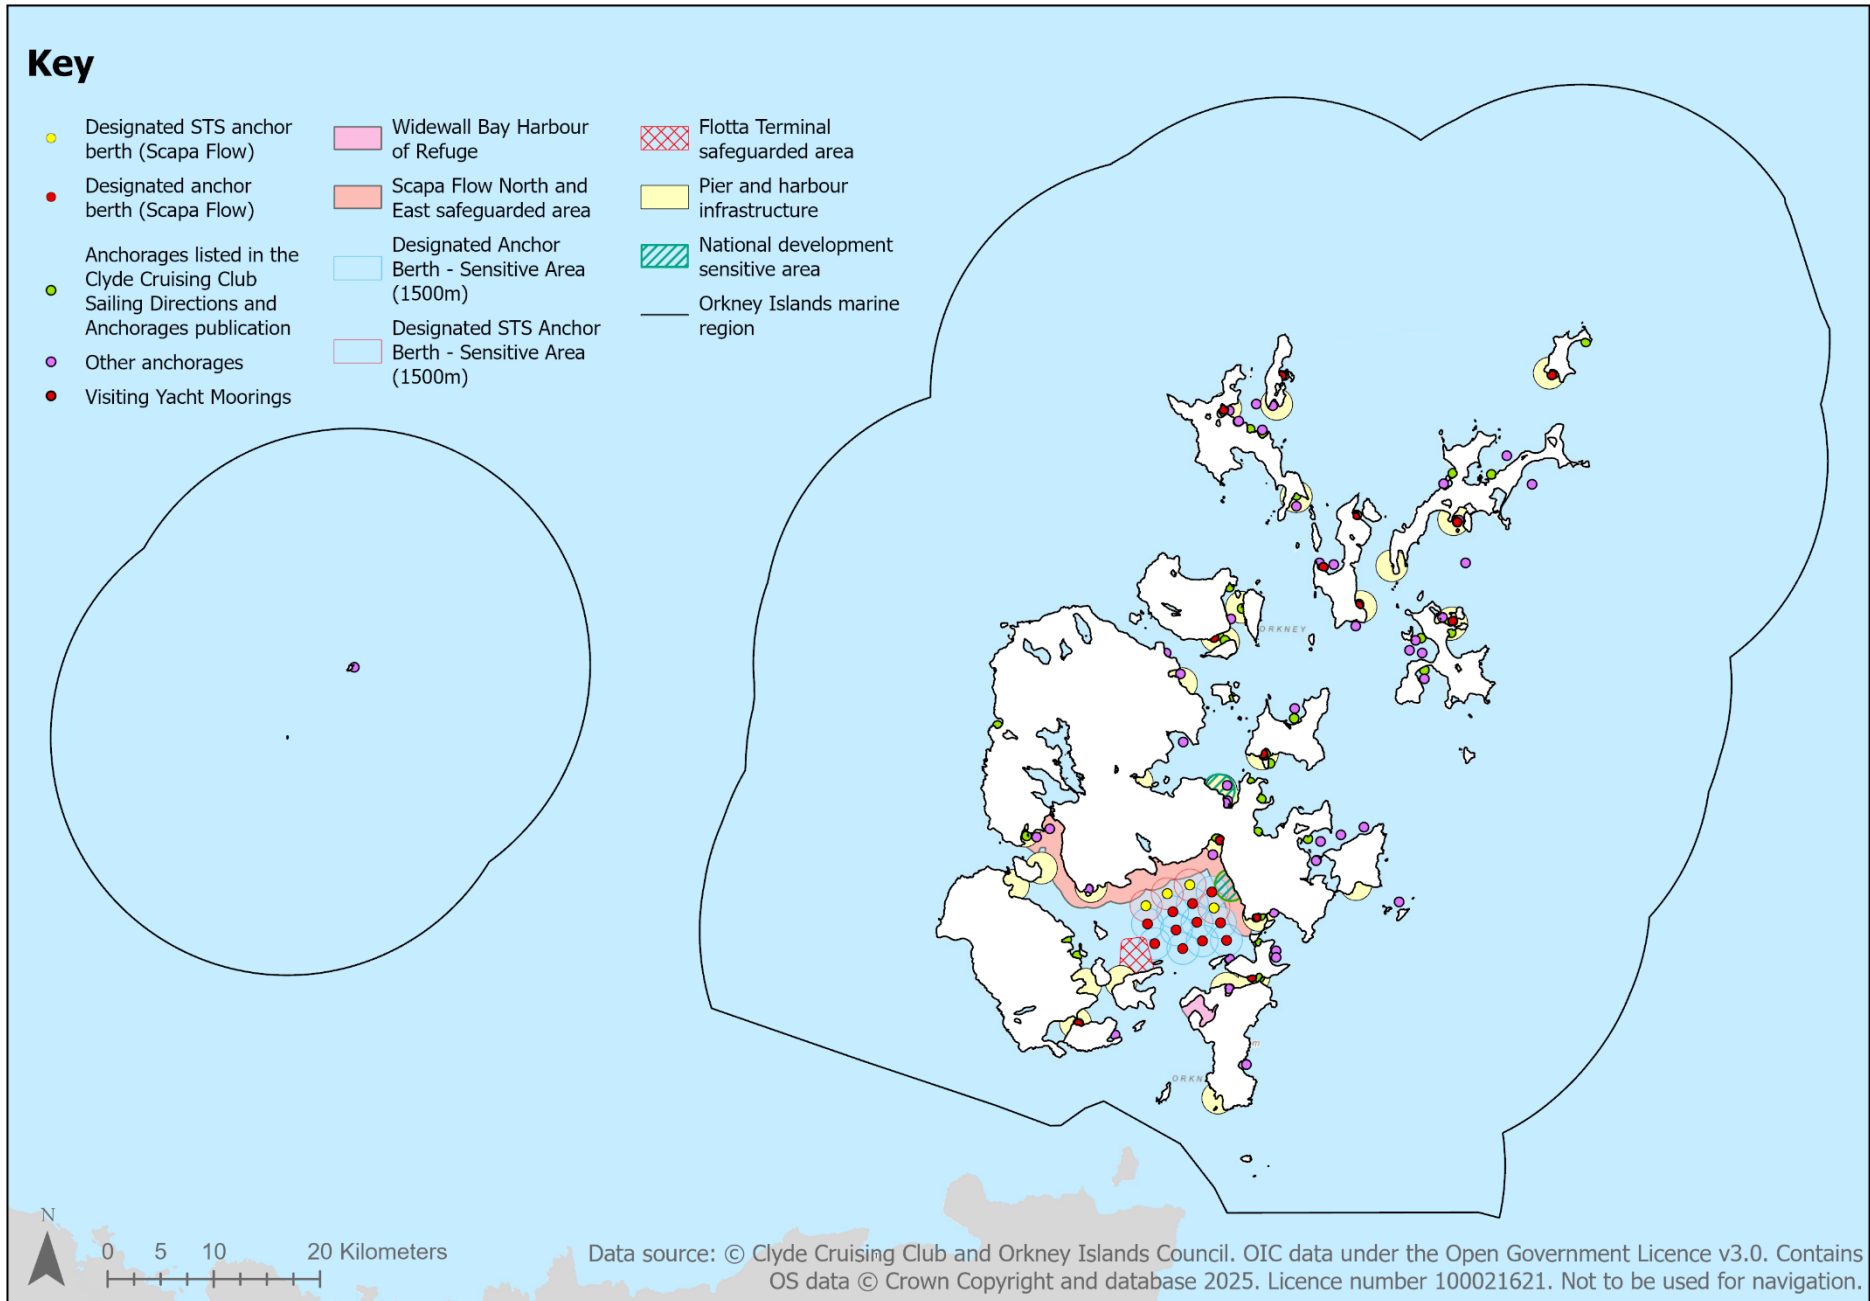 Key
Designated STS anchor
berth (Scapa Flow)
Designated anchor
berth (Scapa Flow)
Anchorages listed in the
Clyde Cruising Club
Sailing Directions and
Anchorages publication
Other anchorages
Visiting Yacht Moorings
Widewall Bay Harbour
of Refuge
Scapa Flow North and
East safeguarded area
Designated Anchor
Berth - Sensitive Area
(1500m)
Designated STS Anchor
Berth - Sensitive Area
(1500m)
Flotta Terminal
safeguarded area
Pier and harbour
infrastructure
National development
sensitive area
Orkney Islands marine
region
ORKNEY
m
ORKN
N
0 5 10 20 Kilometers
Data source: © Clyde Cruising Club and Orkney Islands Council. OIC data under the Open Government Licence v3.0. Contains
OS data © Crown Copyright and database 2025. Licence number 100021621. Not to be used for navigation.